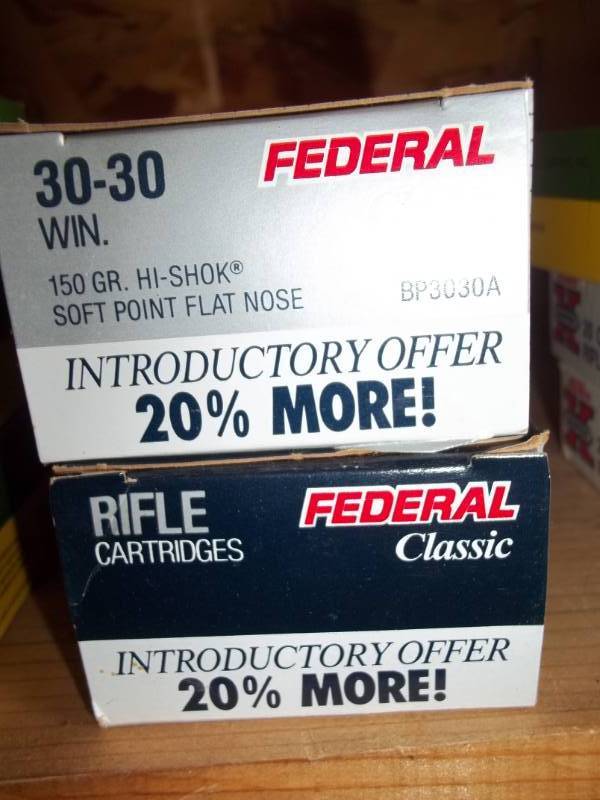 30-30
WIN.
FEDERAL
150 GR. HI-SHOK®
SOFT POINT FLAT NOSE
BP3030A
INTRODUCTORY OFFER
20% MORE!
RIFLE
CARTRIDGES
FEDERAL
Classic
INTRODUCTORY OFFER
20% MORE!